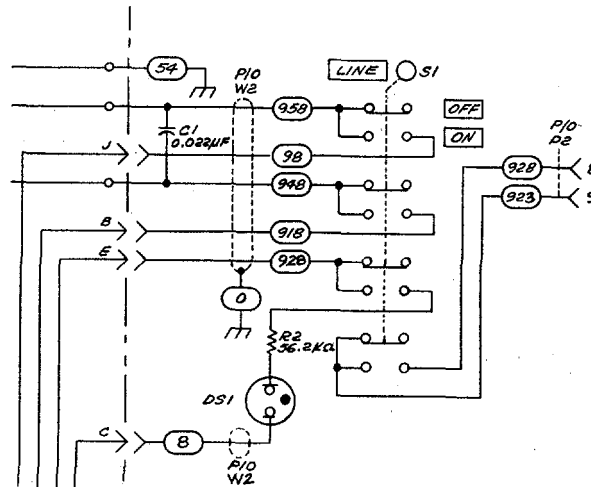 54
P/O
W2
LINE
S1
958
OFF
C1
0.022µF
ON
P/O
P2
J
98
928
948
923
B
918
E
928
0
R2
56.2KΩ
DS1
C
8
P/O
W2